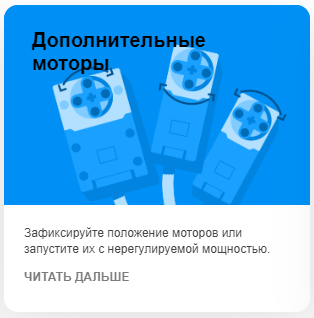 Дополнительные
моторы
Зафиксируйте положение моторов или
запустите их с нерегулируемой мощностью.
ЧИТАТЬ ДАЛЬШЕ